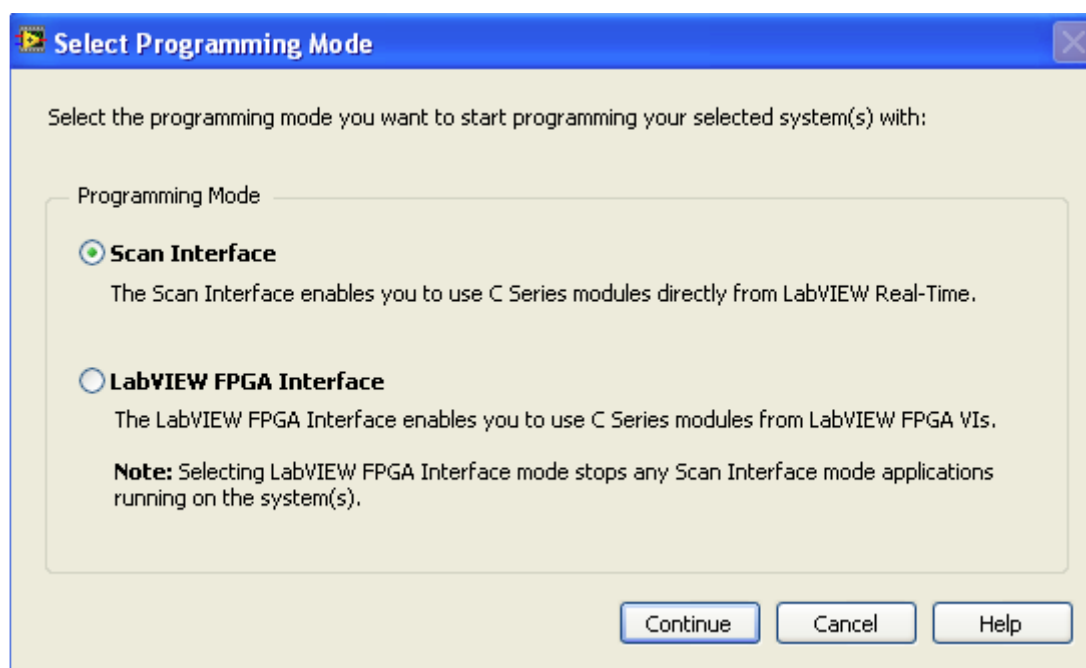 Select Programming Mode
Select the programming mode you want to start programming your selected system(s) with:
Programming Mode
Scan Interface
The Scan Interface enables you to use C Series modules directly from LabVIEW Real-Time.
LabVIEW FPGA Interface
The LabVIEW FPGA Interface enables you to use C Series modules from LabVIEW FPGA VIs.
Note: Selecting LabVIEW FPGA Interface mode stops any Scan Interface mode applications
running on the system(s).
Continue Cancel Help